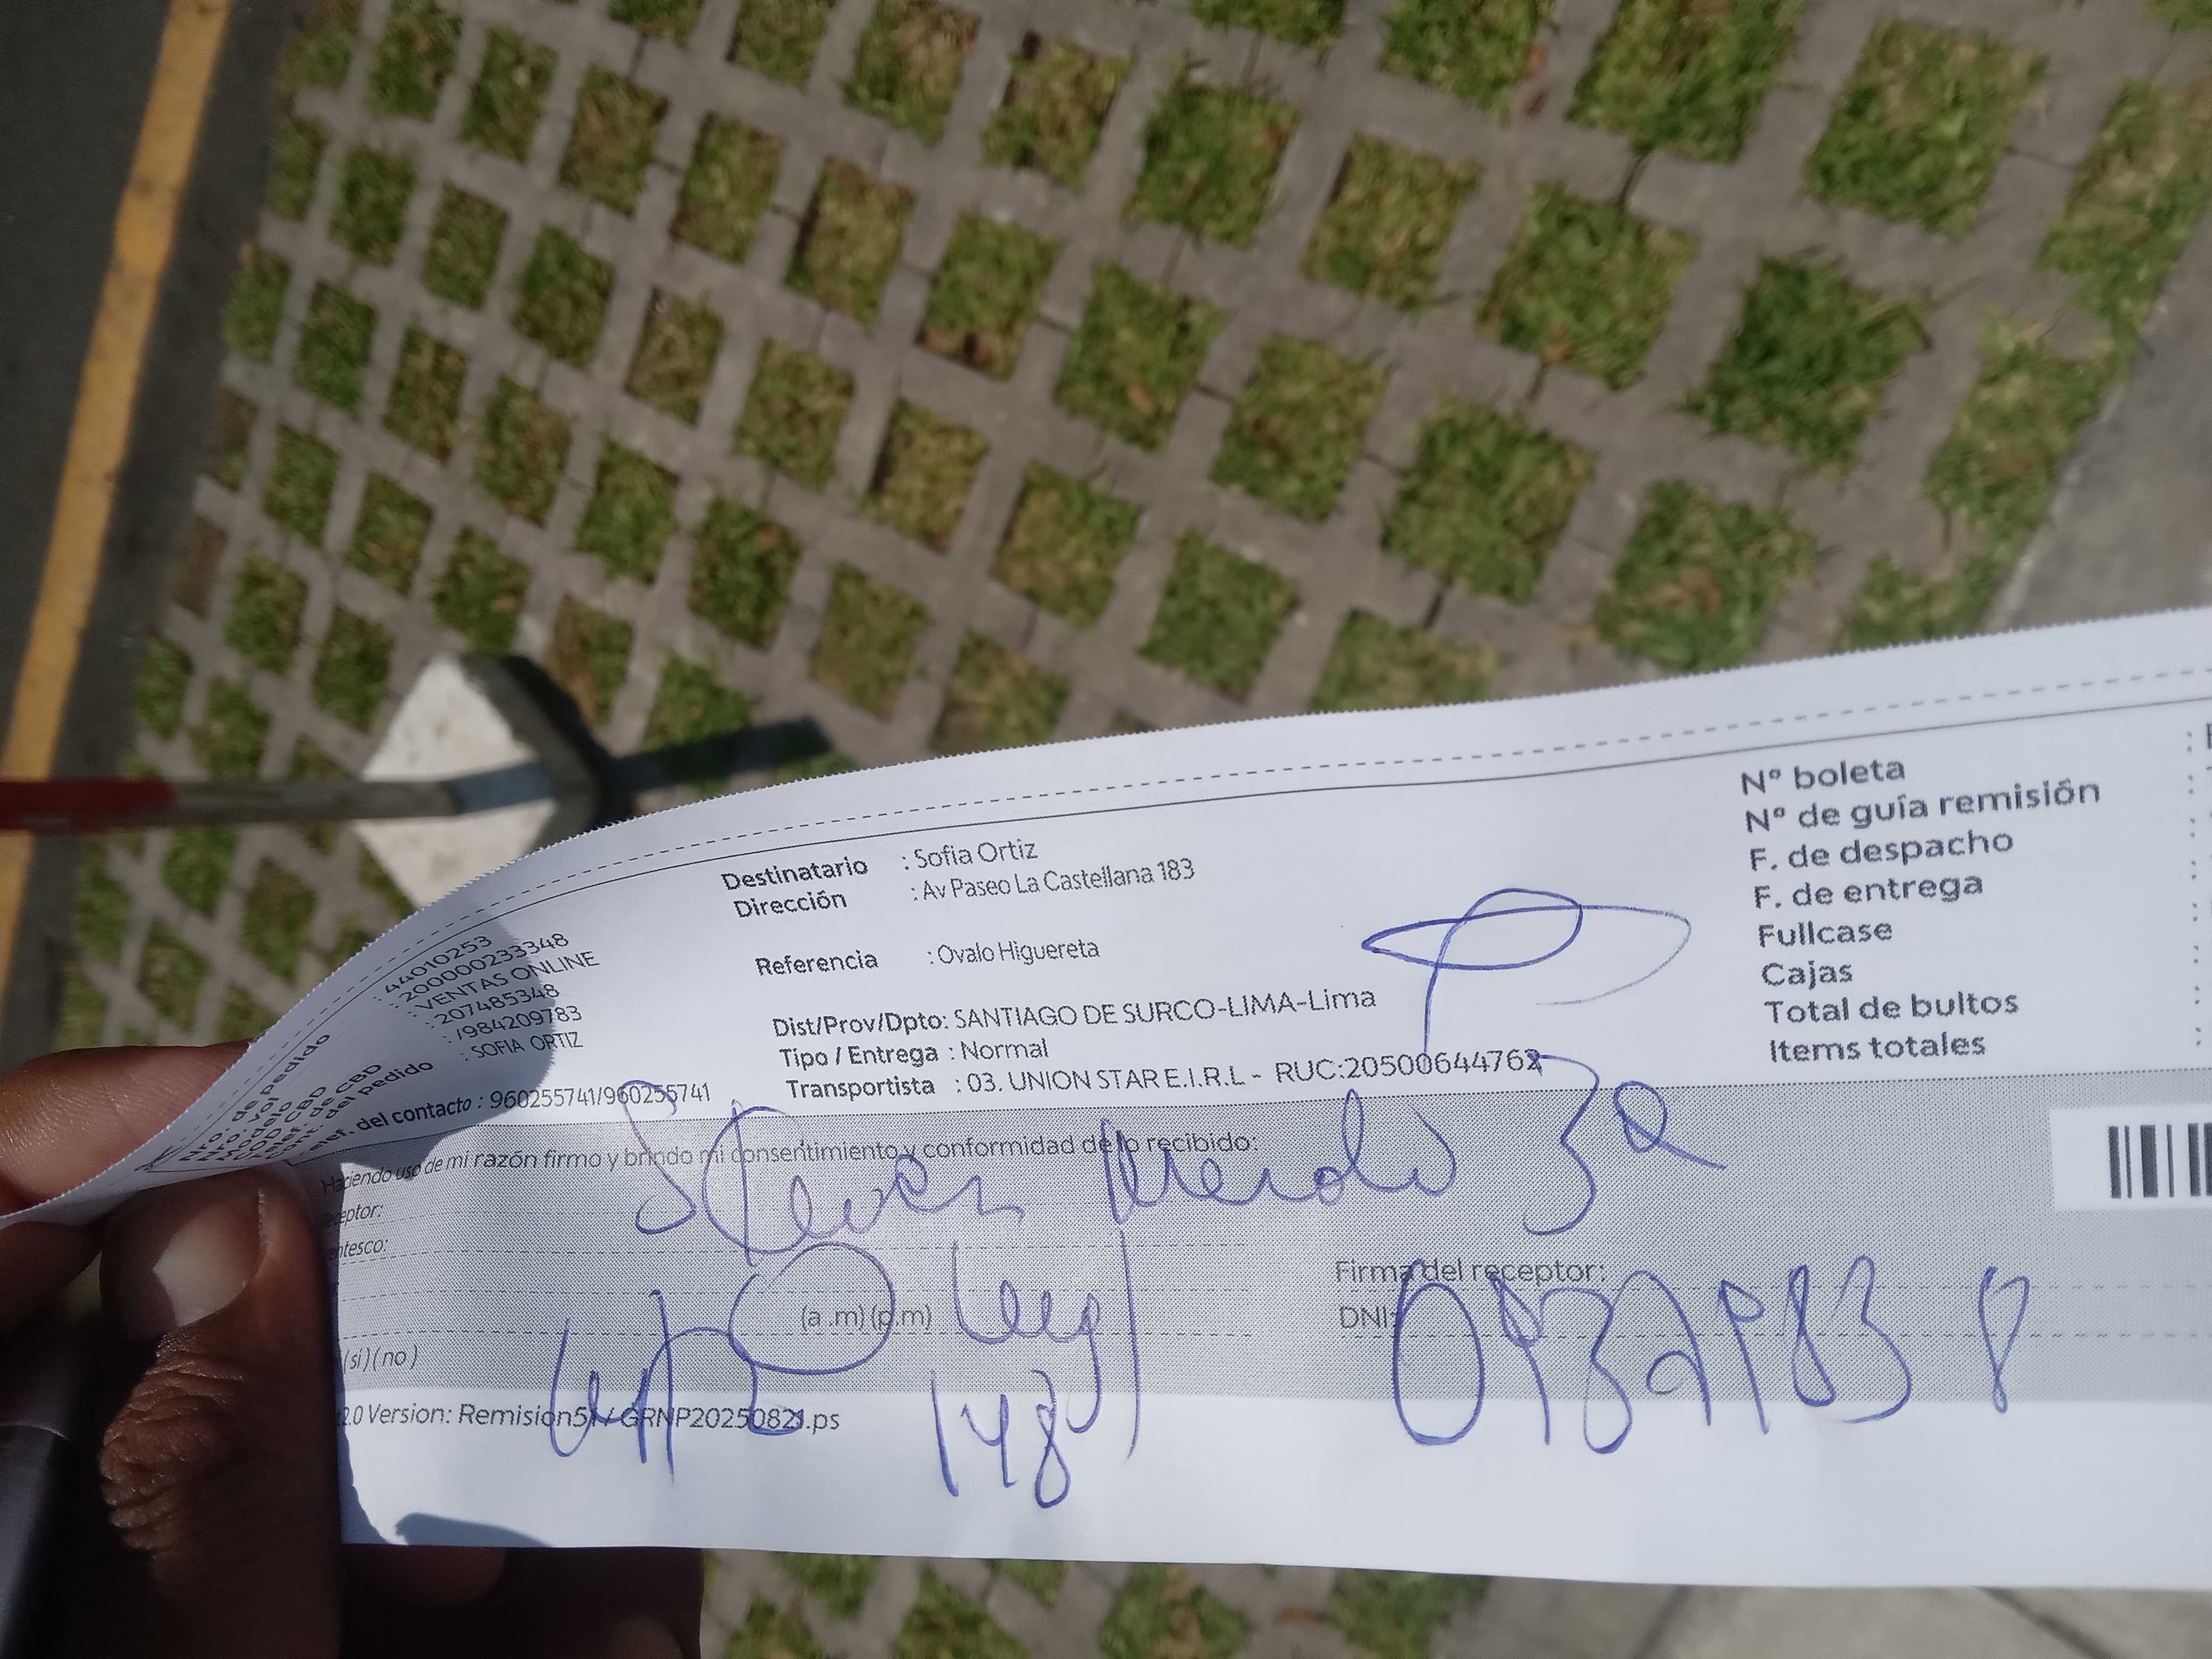 : 44010253
: 200000233348
: VENTAS ONLINE
: 207485348
: /984209783
: SOFIA ORTIZ
del contacto : 960255741/960255741
Destinatario : Sofia Ortiz
Dirección : Av Paseo La Castellana 183
Referencia : Ovalo Higuereta
Dist/Prov/Dpto: SANTIAGO DE SURCO-LIMA-Lima
Tipo / Entrega : Normal
Transportista : 03. UNION STAR E.I.R.L - RUC:20500644762
N° boleta
N° de guía remisión
F. de despacho
F. de entrega
Fullcase
Cajas
Total de bultos
Items totales
Haciendo uso de mi razón firmo y brindo mi consentimiento y conformidad de lo recibido:
Firma del receptor:
(a .m) (p.m)
DNI:
(si) ( no )
2.0 Version: Remision51 / GRNP20250821.ps
148